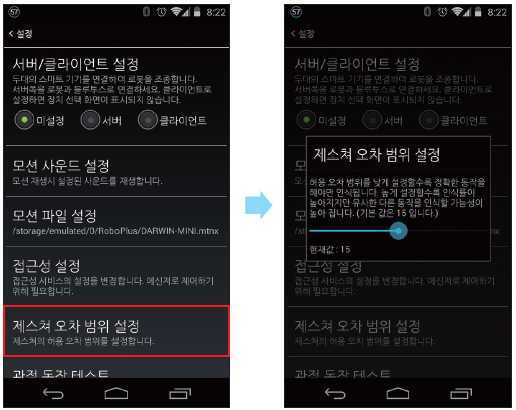 57
8:22
< 설정
서버/클라이언트 설정
두대의 스마트 기기를 연결하여 로봇을 조종합니다.
서버쪽을 로봇과 블루투스로 연결하세요. 클라이언트로
설정하면 장치 선택 화면이 표시되지 않습니다.
미설정 서버 클라이언트
모션 사운드 설정
모션 재생시 설정된 사운드를 재생합니다.
모션 파일 설정
/storage/emulated/0/RoboPlus/DARWIN-MINI.mtnx
접근성 설정
접근성 서비스의 설정을 변경합니다. 메신저로 제어하기
위해 필요합니다.
제스쳐 오차 범위 설정
제스쳐의 허용 오차 범위를 설정합니다.
관절 동작 테스트
57
8:22
< 설정
서버/클라이언트 설정
두대의 스마트 기기를 연결하여 로봇을 조종합니다.
서버쪽을 로봇과 블루투스로 연결하세요. 클라이언트로
설정하면 장치 선택 화면이 표시되지 않습니다.
미설정 서버 클라이언트
제스쳐 오차 범위 설정
허용 오차 범위를 낮게 설정할수록 정확한 동작을
해야만 인식됩니다. 높게 설정할수록 인식률이
높아지지만 유사한 다른 동작을 인식할 가능성이
높아 집니다. (기본 값은 15 입니다.)
현재값 : 15
접근성 설정
접근성 서비스의 설정을 변경합니다. 메신저로 제어하기
위해 필요합니다.
제스쳐 오차 범위 설정
제스쳐의 허용 오차 범위를 설정합니다.
관절 동작 테스트